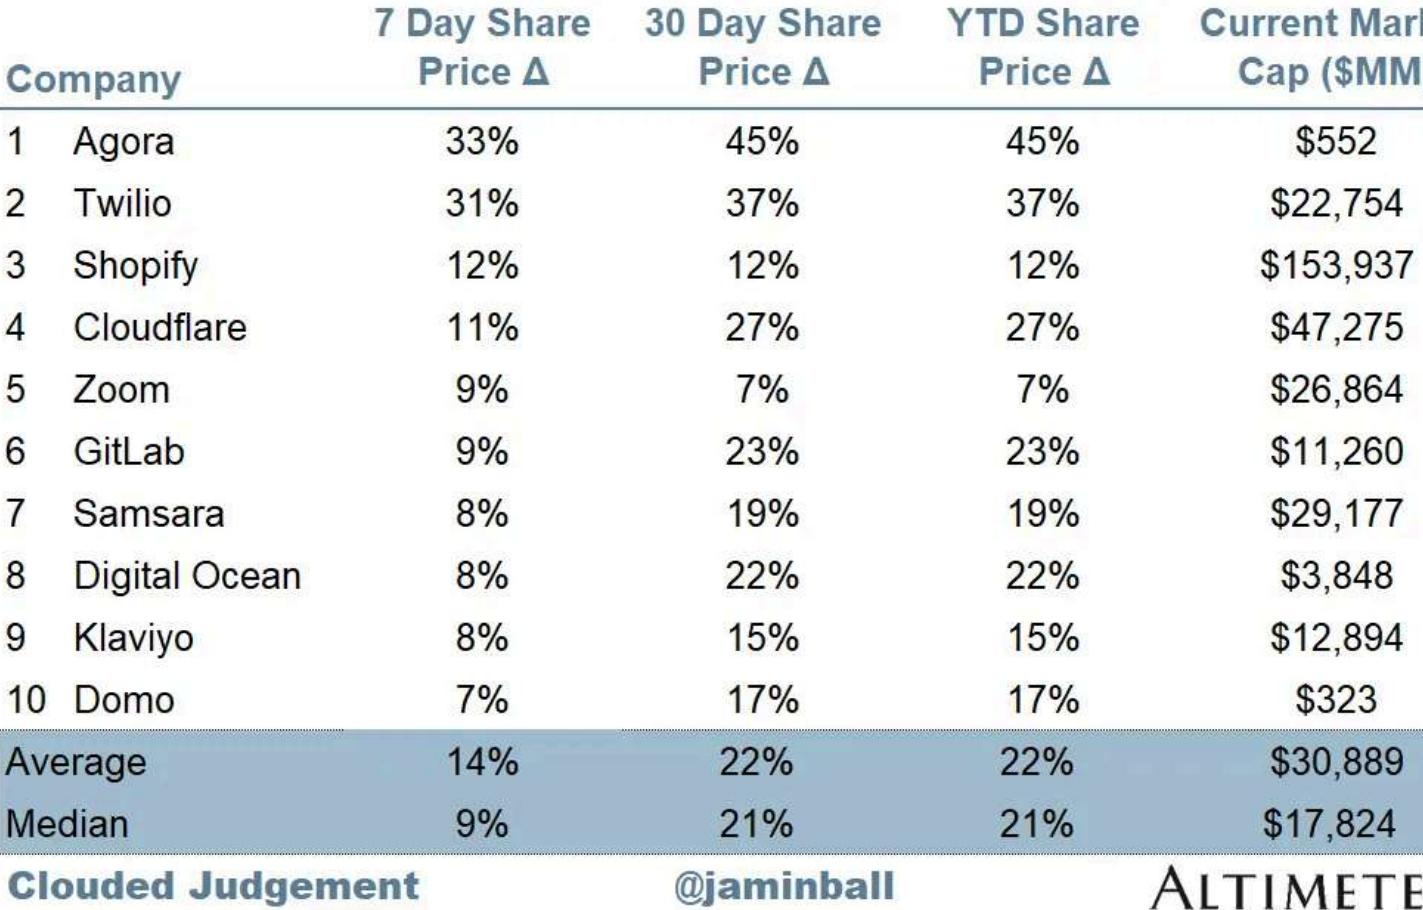 7 Day Share 30 Day Share YTD Share Current Mar
Company Price Δ Price Δ Price Δ Cap ($MM
1 Agora 33% 45% 45% $552
2 Twilio 31% 37% 37% $22,754
3 Shopify 12% 12% 12% $153,937
4 Cloudflare 11% 27% 27% $47,275
5 Zoom 9% 7% 7% $26,864
6 GitLab 9% 23% 23% $11,260
7 Samsara 8% 19% 19% $29,177
8 Digital Ocean 8% 22% 22% $3,848
9 Klaviyo 8% 15% 15% $12,894
10 Domo 7% 17% 17% $323
Average 14% 22% 22% $30,889
Median 9% 21% 21% $17,824
Clouded Judgement @jaminball ALTIMETE